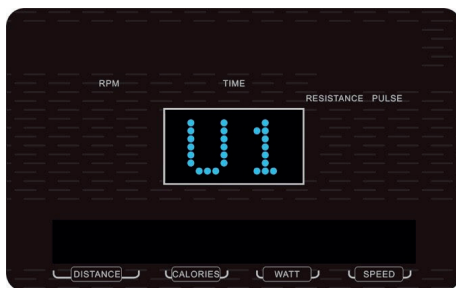 RPM TIME
RESISTANCE PULSE
U1
DISTANCE CALORIES WATT SPEED